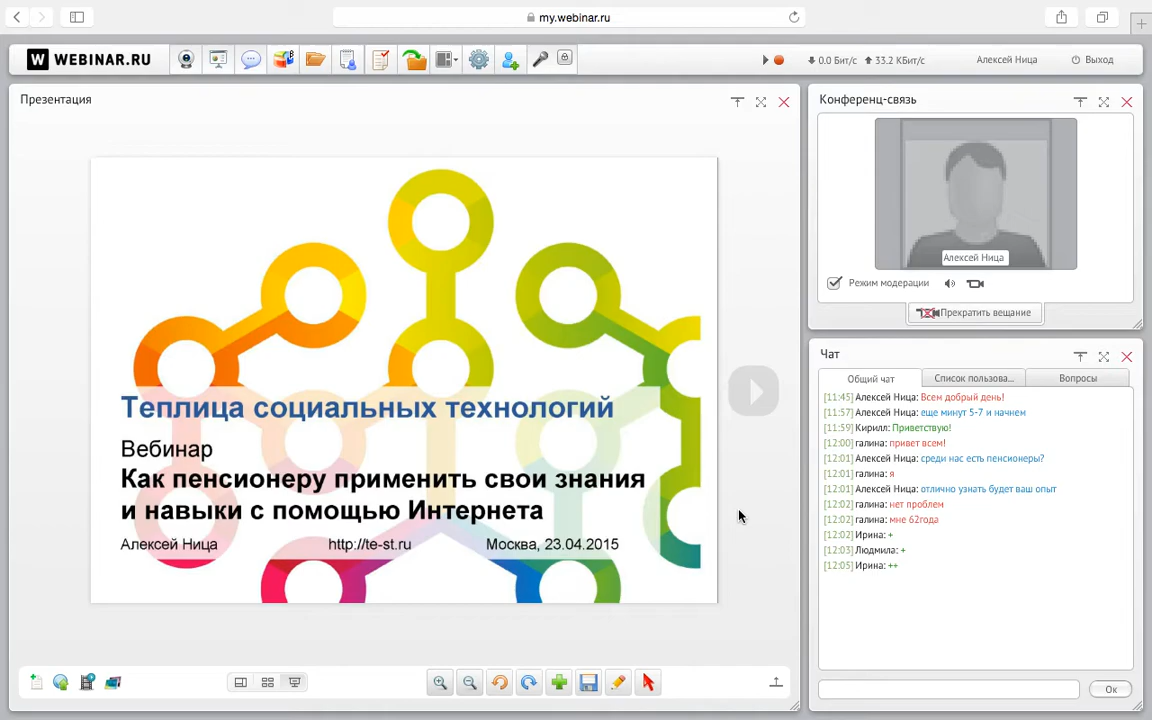 my.webinar.ru
W WEBINAR.RU
0.0 Бит/с 33.2 КБит/с
Алексей Ница
Выход
Презентация
Теплица социальных технологий
Вебинар
Как пенсионеру применить свои знания
и навыки с помощью Интернета
Алексей Ница http://te-st.ru Москва, 23.04.2015
Конференц-связь
Алексей Ница
Режим модерации
Прекратить вещание
Чат
Общий чат Список пользова... Вопросы
[11:45] Алексей Ница: Всем добрый день!
[11:57] Алексей Ница: еще минут 5-7 и начнем
[11:59] Кирилл: Приветствую!
[12:00] галина: привет всем!
[12:01] Алексей Ница: среди нас есть пенсионеры?
[12:01] галина: я
[12:01] Алексей Ница: отлично узнать будет ваш опыт
[12:02] галина: нет проблем
[12:02] галина: мне 62года
[12:02] Ирина: +
[12:03] Людмила: +
[12:05] Ирина: ++
Ок